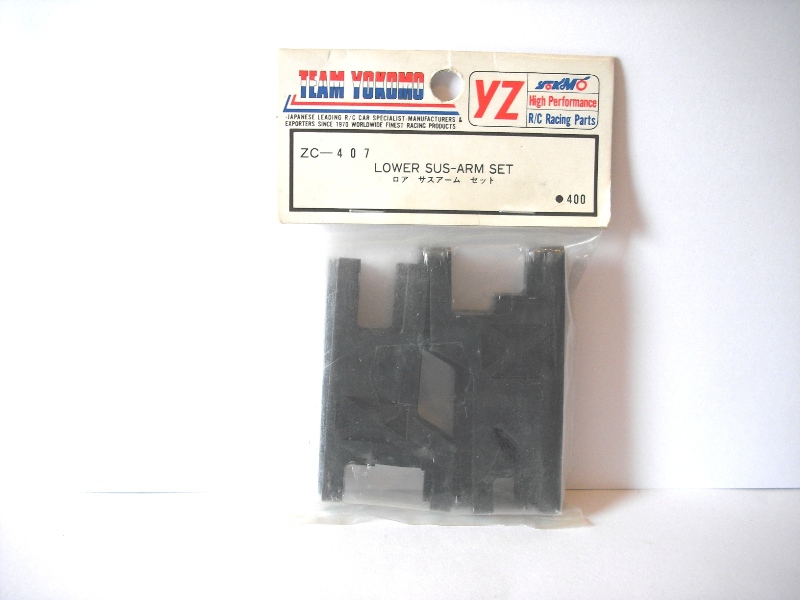 TEAM YOKOMO
JAPANESE LEADING R/C CAR SPECIALIST MANUFACTURERS &
EXPORTERS SINCE 1970 WORLDWIDE FINEST RACING PRODUCTS
YZ
YOKOMO
High Performance
R/C Racing Parts
ZC-407
LOWER SUS-ARM SET
ロア サスアーム セット
●400